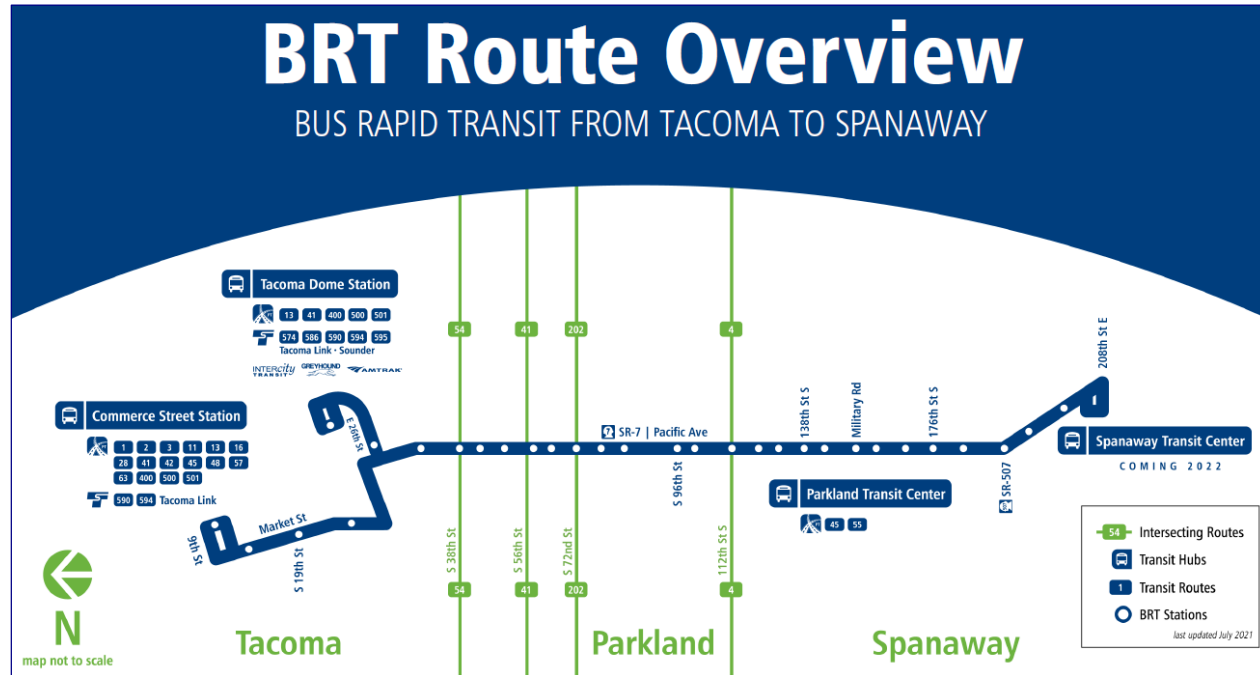 BRT Route Overview
BUS RAPID TRANSIT FROM TACOMA TO SPANAWAY
Tacoma Dome Station
13 41 400 500 501
574 586 590 594 595
Tacoma Link · Sounder
INTERcity TRANSIT GREYHOUND AMTRAK
54 41 202 4
208th St E
Commerce Street Station
1 2 3 11 13 16
28 41 42 45 48 57
63 400 500 501
590 594 Tacoma Link
E 26th St
Market St
9th St
S 19th St
7 SR-7 | Pacific Ave
S 38th St
S 56th St
S 72nd St
S 96th St
112th St S
138th St S
Military Rd
176th St S
SR-507
1
Spanaway Transit Center
COMING 2022
Parkland Transit Center
45 55
54 41 202 4
N
map not to scale
Tacoma
Parkland
Spanaway
54 Intersecting Routes
Transit Hubs
1 Transit Routes
BRT Stations
last updated July 2021